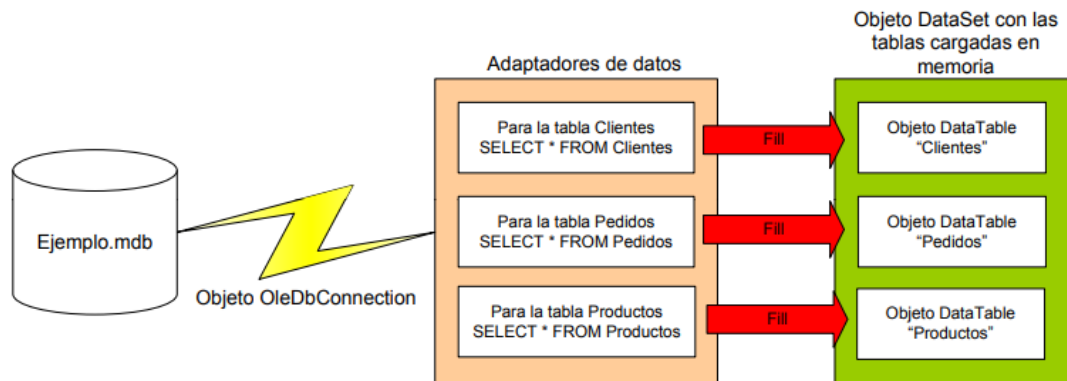 Objeto DataSet con las
tablas cargadas en
memoria
Adaptadores de datos
Para la tabla Clientes
SELECT * FROM Clientes
Fill
Objeto DataTable
“Clientes”
Ejemplo.mdb
Objeto OleDbConnection
Para la tabla Pedidos
SELECT * FROM Pedidos
Fill
Objeto DataTable
“Pedidos”
Para la tabla Productos
SELECT * FROM Productos
Fill
Objeto DataTable
“Productos”